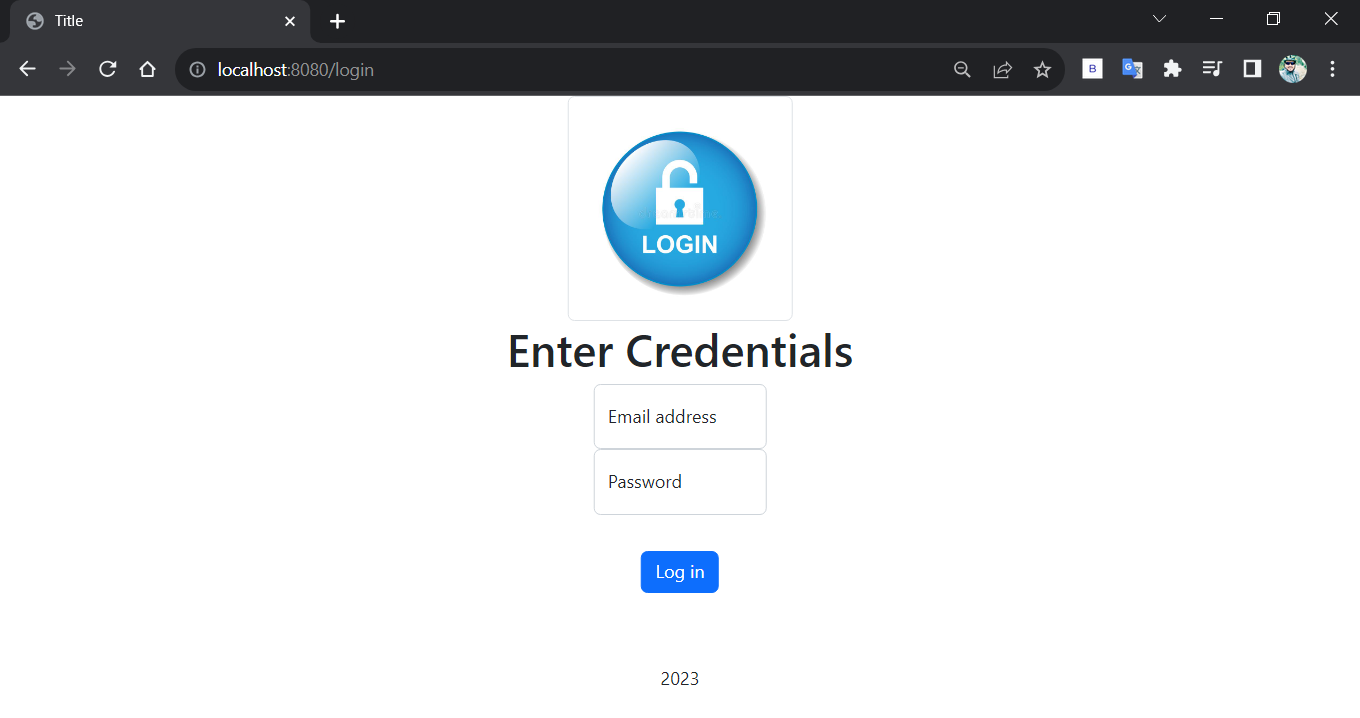 Title
localhost:8080/login
B
G
LOGIN
Enter Credentials
Email address
Password
Log in
2023